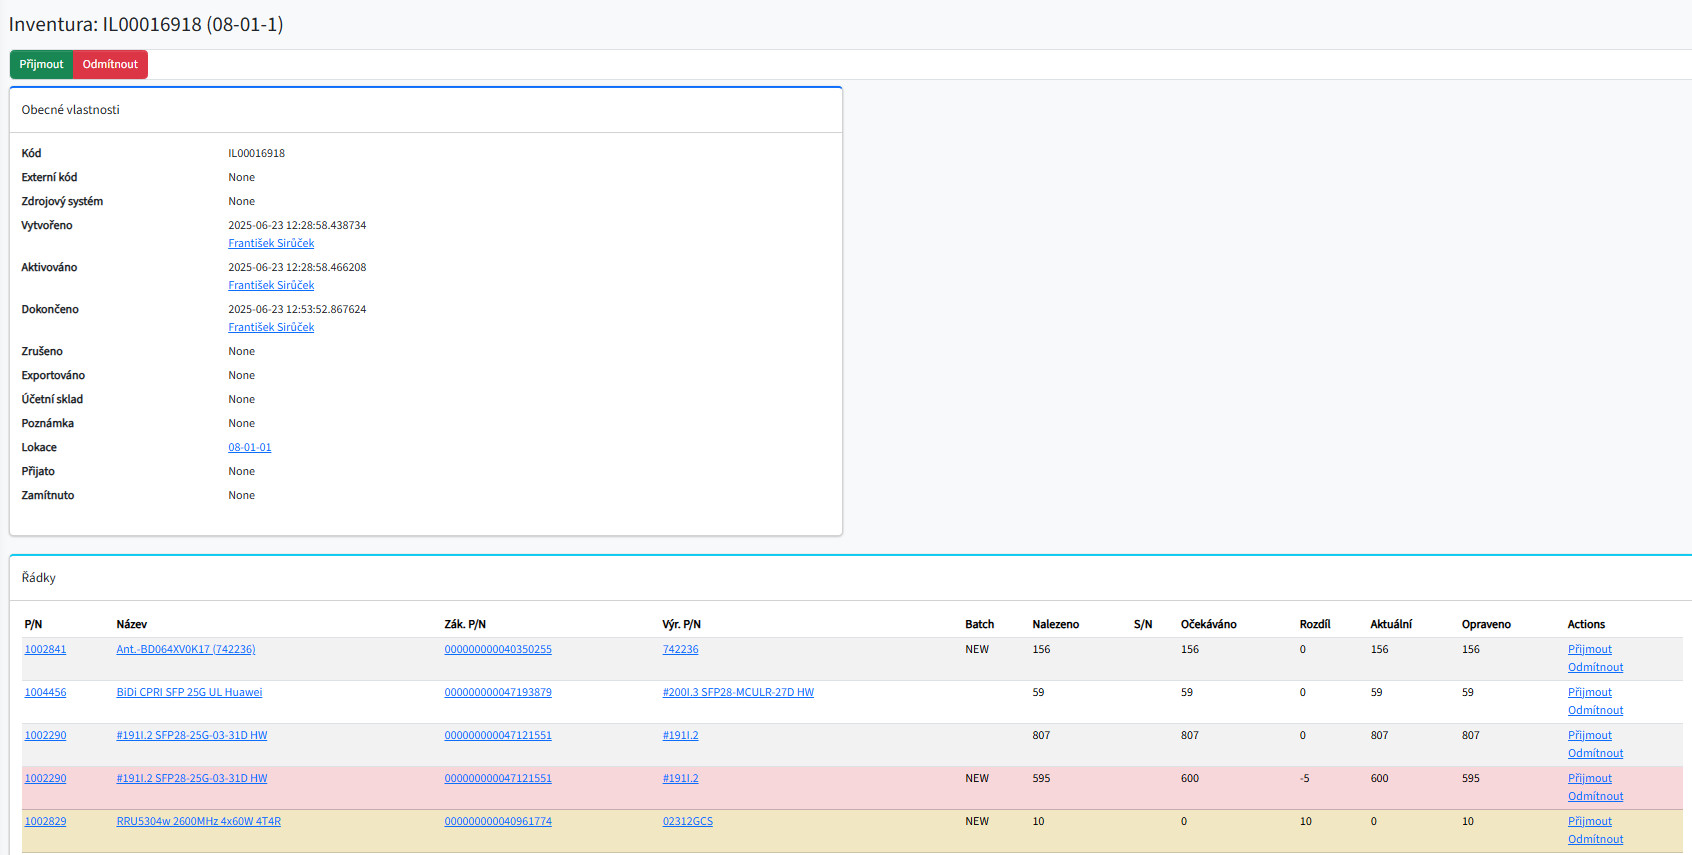 Inventura: IL00016918 (08-01-1)
Přijmout Odmítnout
Obecné vlastnosti
Kód IL00016918
Externí kód None
Zdrojový systém None
Vytvořeno 2025-06-23 12:28:58.438734
František Sirůček
Aktivováno 2025-06-23 12:28:58.466208
František Sirůček
Dokončeno 2025-06-23 12:53:52.867624
František Sirůček
Zrušeno None
Exportováno None
Účetní sklad None
Poznámka None
Lokace 08-01-01
Přijato None
Zamítnuto None
Řádky
P/N Název Zák. P/N Výr. P/N Batch Nalezeno S/N Očekáváno Rozdíl Aktuální Opraveno Actions
1002841 Ant.-BD064XV0K17 (742236) 000000000040350255 742236 NEW 156 156 0 156 156 Přijmout
Odmítnout
1004456 BiDi CPRI SFP 25G UL Huawei 000000000047193879 #200I.3 SFP28-MCULR-27D HW 59 59 0 59 59 Přijmout
Odmítnout
1002290 #191I.2 SFP28-25G-03-31D HW 000000000047121551 #191I.2 807 807 0 807 807 Přijmout
Odmítnout
1002290 #191I.2 SFP28-25G-03-31D HW 000000000047121551 #191I.2 NEW 595 600 -5 600 595 Přijmout
Odmítnout
1002829 RRU5304w 2600MHz 4x60W 4T4R 000000000040961774 02312GCS NEW 10 0 10 0 10 Přijmout
Odmítnout